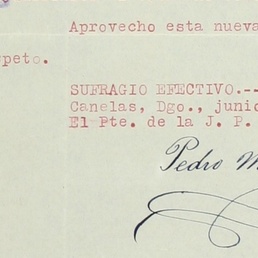 Aprovecho esta nueva
peto.
SUFRAGIO EFECTIVO.--
Canelas, Dgo., junio
El Pte. de la J. P.
Pedro M